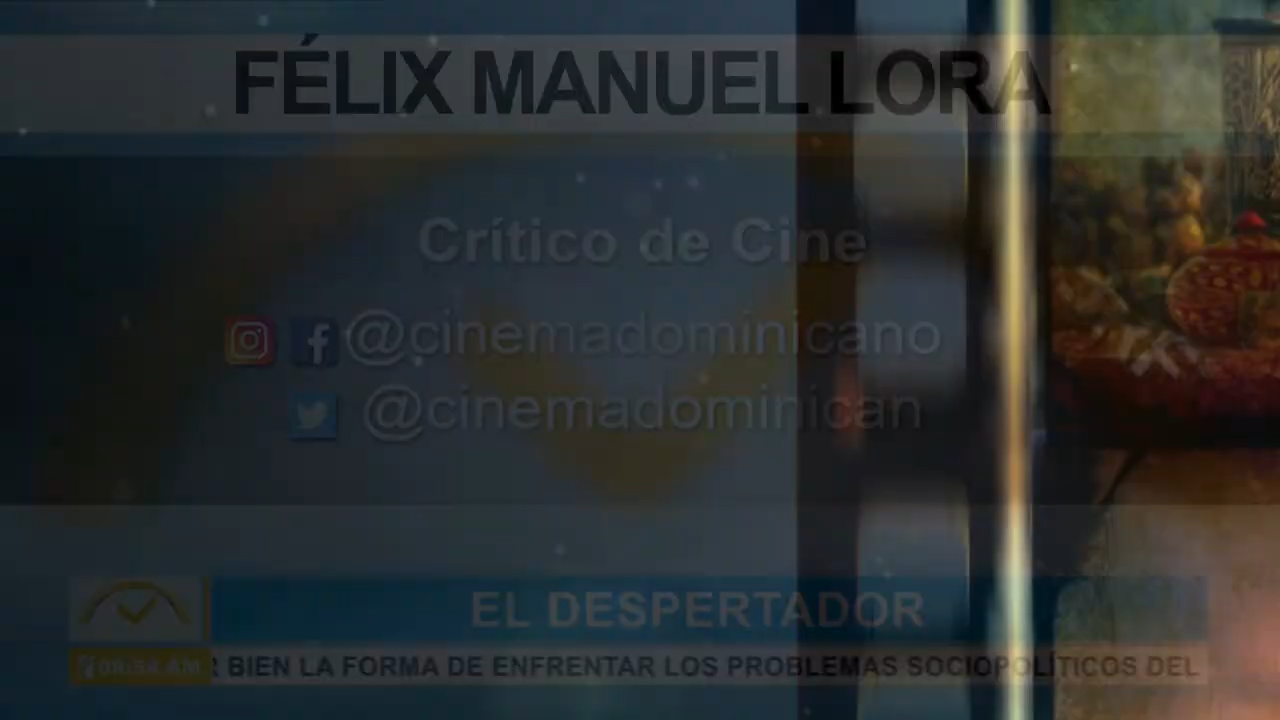 FÉLIX MANUEL LORA
Crítico de Cine
@cinemadominicano
@cinemadominican
EL DESPERTADOR
BIEN LA FORMA DE ENFRENTAR LOS PROBLEMAS SOCIOPOLÍTICOS DEL